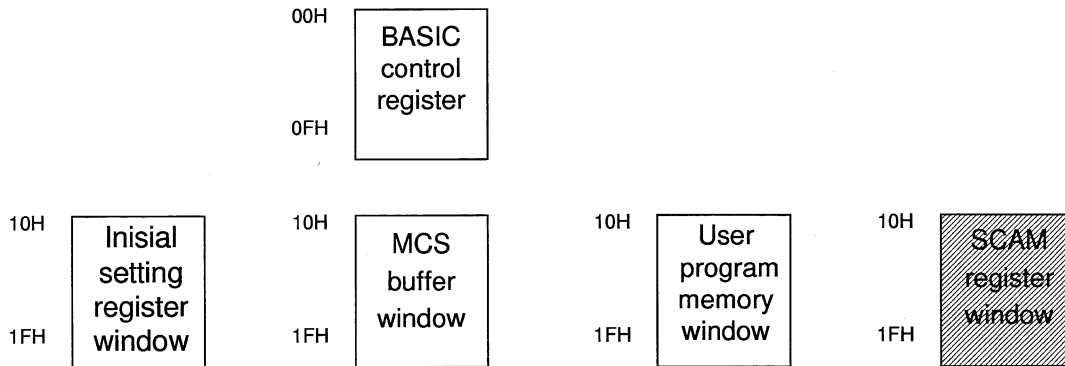 00H
BASIC
control
register
0FH
10H
Inisial
setting
register
window
1FH
10H
MCS
buffer
window
1FH
10H
User
program
memory
window
1FH
10H
SCAM
register
window
1FH